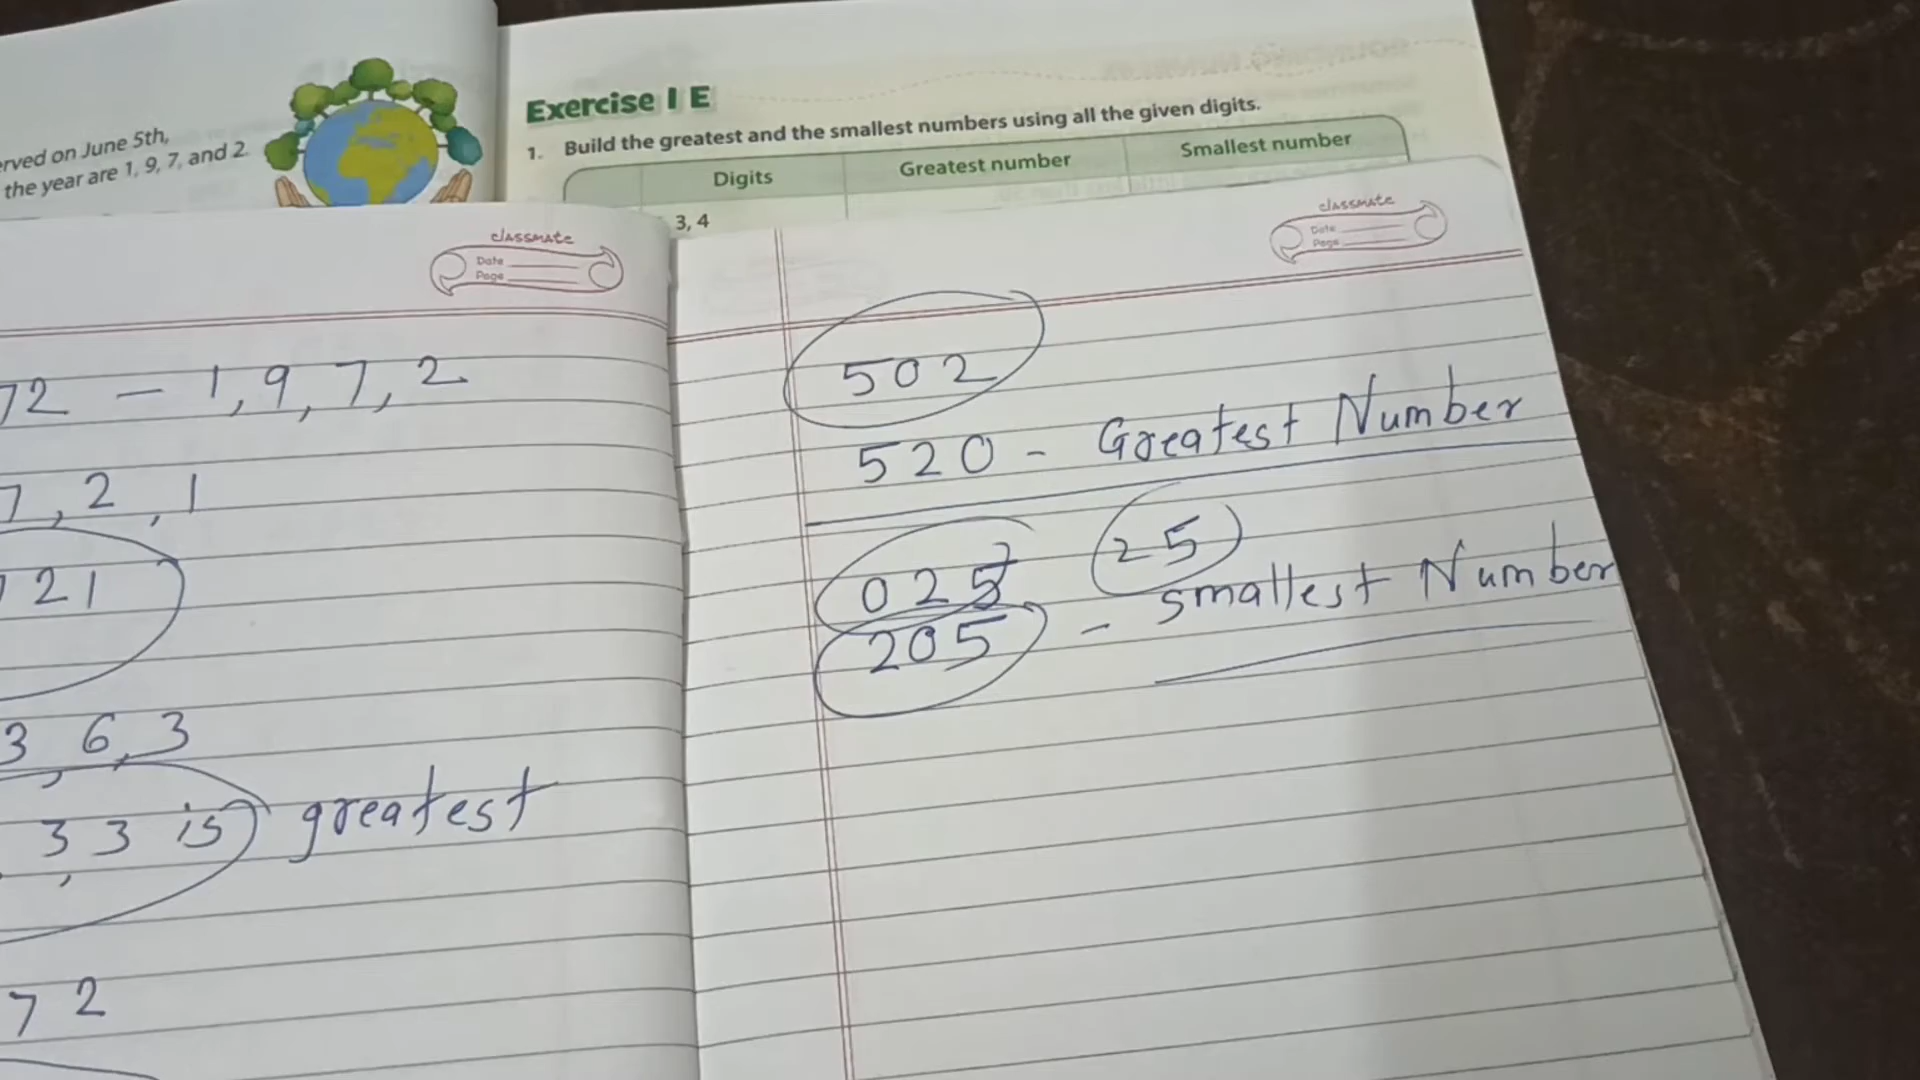 erved on June 5th,
the year are 1, 9, 7, and 2.
Exercise 1 E
1. Build the greatest and the smallest numbers using all the given digits.
Digits Greatest number Smallest number
3, 4
classmate
Date
Page
72 - 1, 9, 7, 2
7, 2, 1
21
3, 6, 3
3, 3 is greatest
7 2
classmate
Date
Page
502
520 - Greatest Number
025 25
205 - smallest Number